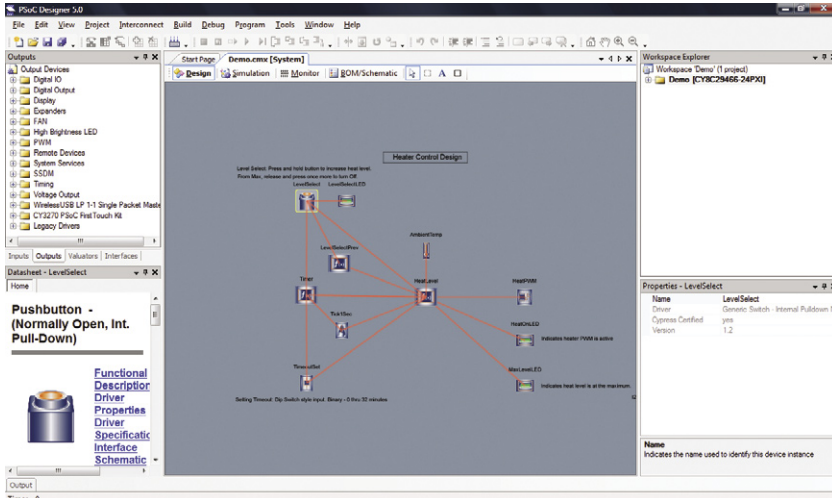 PSoC Designer 5.0
File Edit View Project Interconnect Build Debug Program Tools Window Help
Outputs
Output Devices
Digital IO
Digital Output
Display
Expanders
FAN
High Brightness LED
PWM
Remote Devices
System Services
SSDM
Timing
Voltage Output
WirelessUSB LP 1-1 Single Packet Maste
CY3270 PSoC FirstTouch Kit
Legacy Drivers
Inputs Outputs Valuators Interfaces
Datasheet - LevelSelect
Home
Pushbutton -
(Normally Open, Int.
Pull-Down)
Functional
Description
Driver
Properties
Driver
Specificatic
Interface
Schematic
Output
Start Page Demo.cmx [System]
Design Simulation Monitor BOM/Schematic
Heater Control Design
Level Select. Press and hold button to increase heat level.
From Max, release and press once more to turn Off.
LevelSelect LevelSelectLED
AmbientTemp
LevelSelectPrev
Timer
HeatLevel
HeatPWM
Tick1Sec
HeatOnLED
Indicates heater PWM is active
TimeoutSet
MaxLevelLED
Indicates heat level is at the maximum.
Setting Timeout: Dip Switch style input. Binary - 0 thru 30 minutes
Workspace Explorer
Workspace 'Demo' (1 project)
Demo [CY8C29466-24PXI]
Properties - LevelSelect
Name LevelSelect
Driver Generic Switch - Internal Pulldown
Cypress Certified yes
Version 1.2
Name
Indicates the name used to identify this device instance